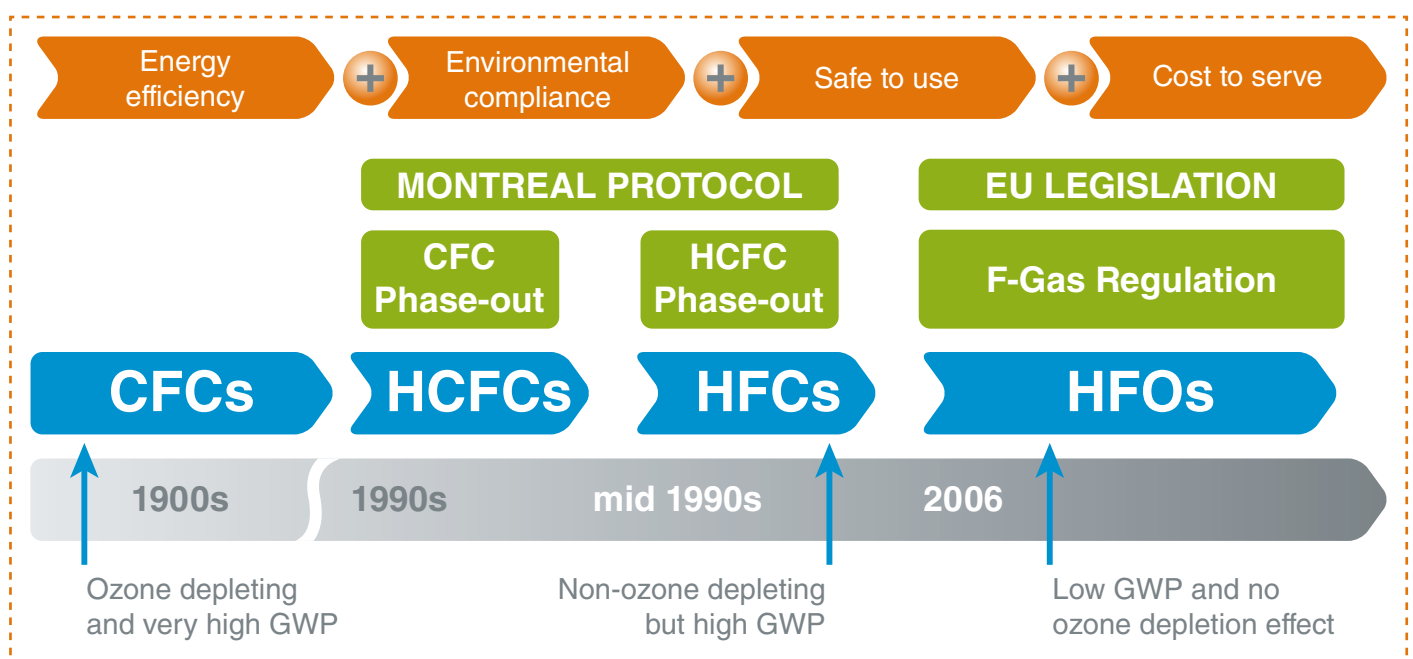 Energy
efficiency
+
Environmental
compliance
+
Safe to use
+
Cost to serve
MONTREAL PROTOCOL
EU LEGISLATION
CFC
Phase-out
HCFC
Phase-out
F-Gas Regulation
CFCs
HCFCs
HFCs
HFOs
1900s
1990s
mid 1990s
2006
Ozone depleting
and very high GWP
Non-ozone depleting
but high GWP
Low GWP and no
ozone depletion effect